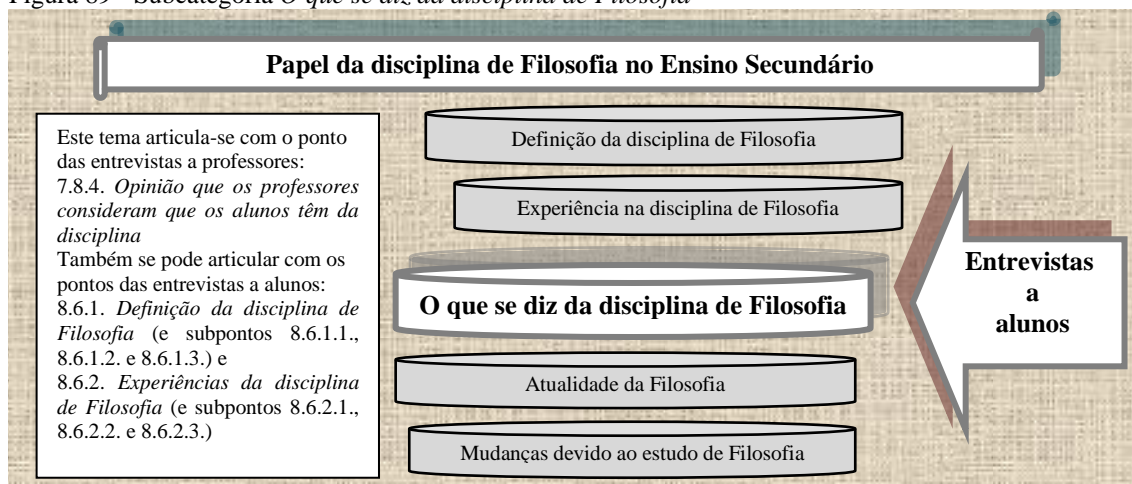 Figura 89 - Subcategoria O que se diz da disciplina de Filosofia
Papel da disciplina de Filosofia no Ensino Secundário
Este tema articula-se com o ponto
das entrevistas a professores:
7.8.4. Opinião que os professores
consideram que os alunos têm da
disciplina
Também se pode articular com os
pontos das entrevistas a alunos:
8.6.1. Definição da disciplina de
Filosofia (e subpontos 8.6.1.1.,
8.6.1.2. e 8.6.1.3.) e
8.6.2. Experiências da disciplina
de Filosofia (e subpontos 8.6.2.1.,
8.6.2.2. e 8.6.2.3.)
Definição da disciplina de Filosofia
Experiência na disciplina de Filosofia
O que se diz da disciplina de Filosofia
Atualidade da Filosofia
Mudanças devido ao estudo de Filosofia
Entrevistas
a
alunos